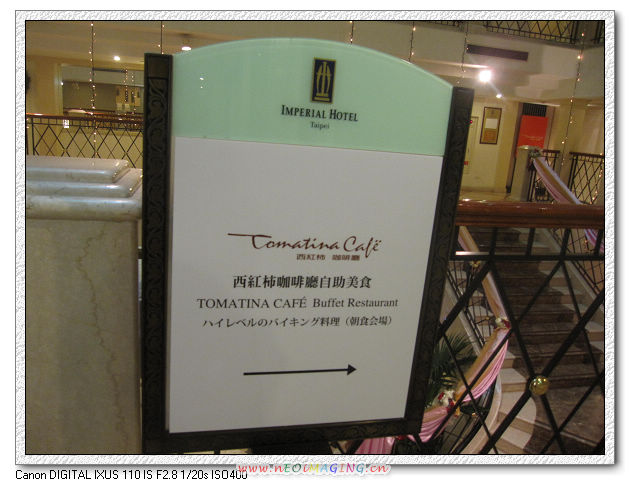 IMPERIAL HOTEL
Taipei
Tomatina Café
西紅柿 咖啡廳
西紅柿咖啡廳自助美食
TOMATINA CAFÉ Buffet Restaurant
ハイレベルのバイキング料理（朝食会場）
Canon DIGITAL IXUS 110 IS F2.8 1/20s ISO400
www.nEOiMAGING.cn